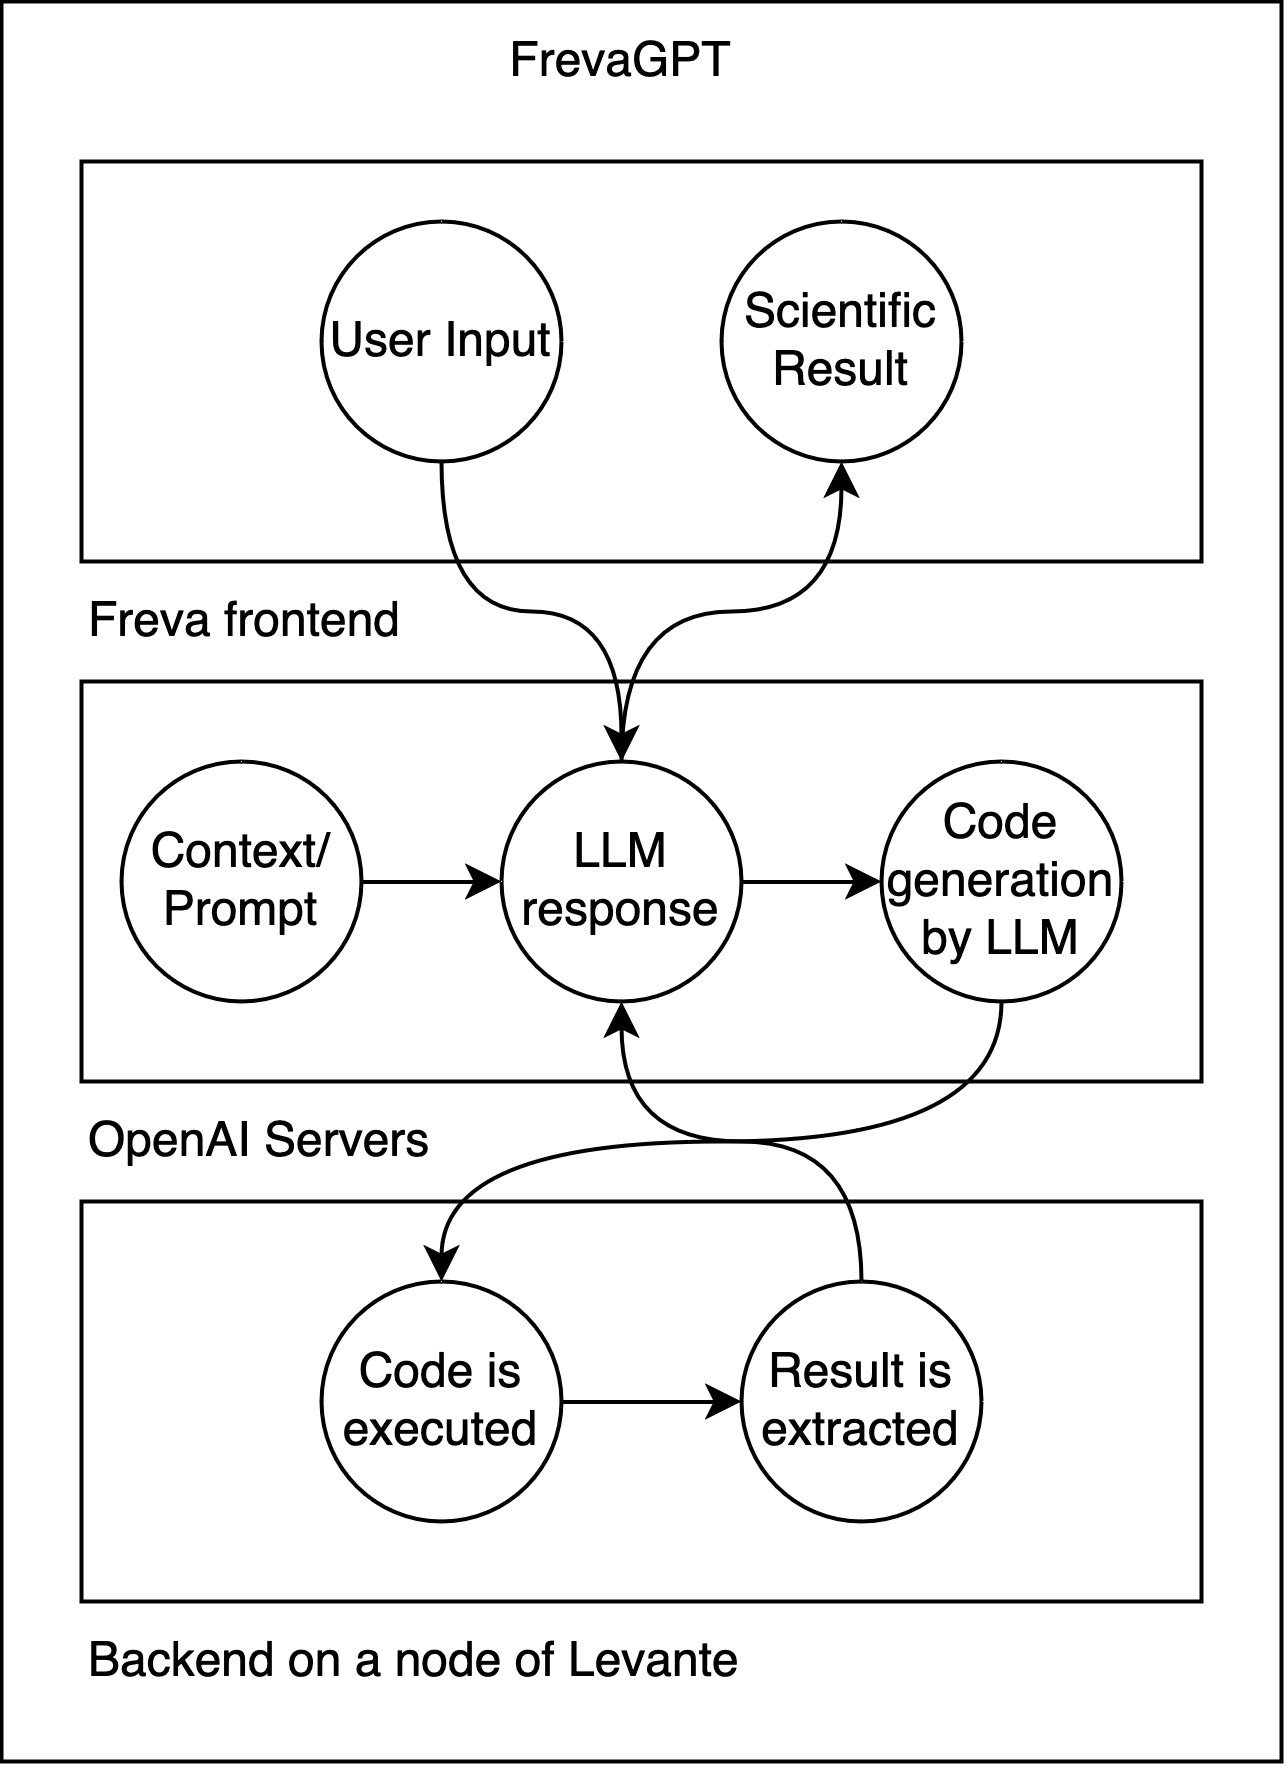 FrevaGPT
User Input
Scientific
Result
Freva frontend
Context/
Prompt
LLM
response
Code
generation
by LLM
OpenAI Servers
Code is
executed
Result is
extracted
Backend on a node of Levante